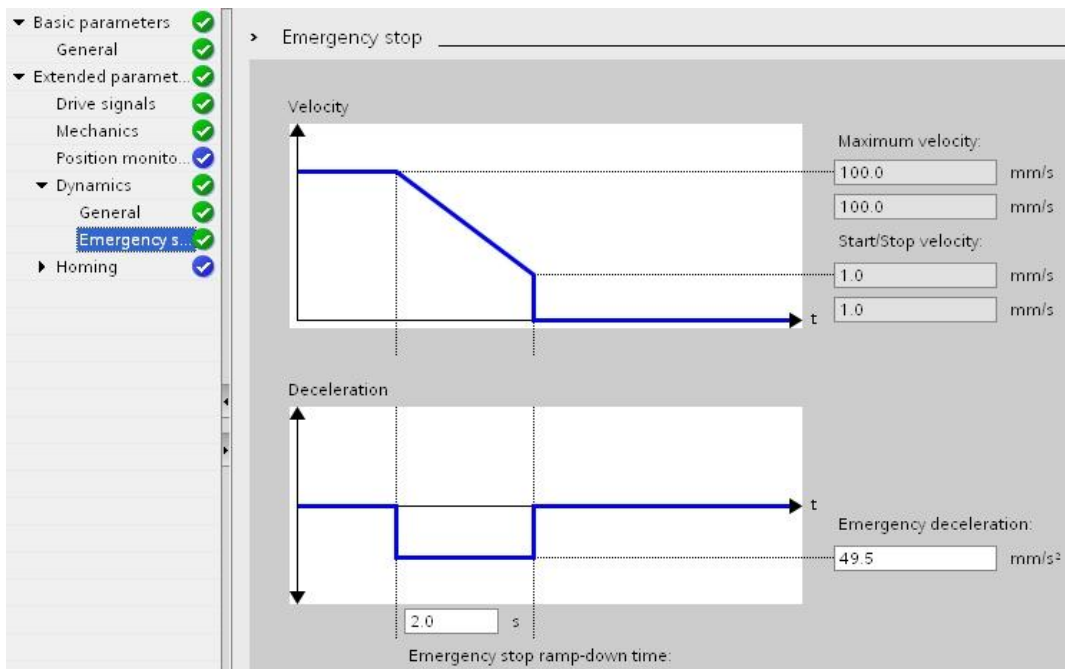 Basic parameters
General
Extended paramet...
Drive signals
Mechanics
Position monito...
Dynamics
General
Emergency s...
Homing
Emergency stop
Velocity
t
Maximum velocity:
100.0 mm/s
100.0 mm/s
Start/Stop velocity:
1.0 mm/s
1.0 mm/s
Deceleration
t
Emergency deceleration:
49.5 mm/s²
2.0 s
Emergency stop ramp-down time: